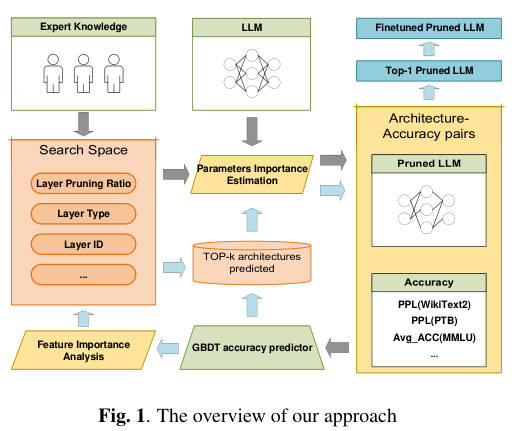 Expert Knowledge
LLM
Finetuned Pruned LLM
Top-1 Pruned LLM
Search Space
Layer Pruning Ratio
Layer Type
Layer ID
...
Parameters Importance
Estimation
TOP-k architectures
predicted
Architecture-
Accuracy pairs
Pruned LLM
Accuracy
PPL(WikiText2)
PPL(PTB)
Avg_ACC(MMLU)
...
Feature Importance
Analysis
GBDT accuracy predictor
Fig. 1. The overview of our approach